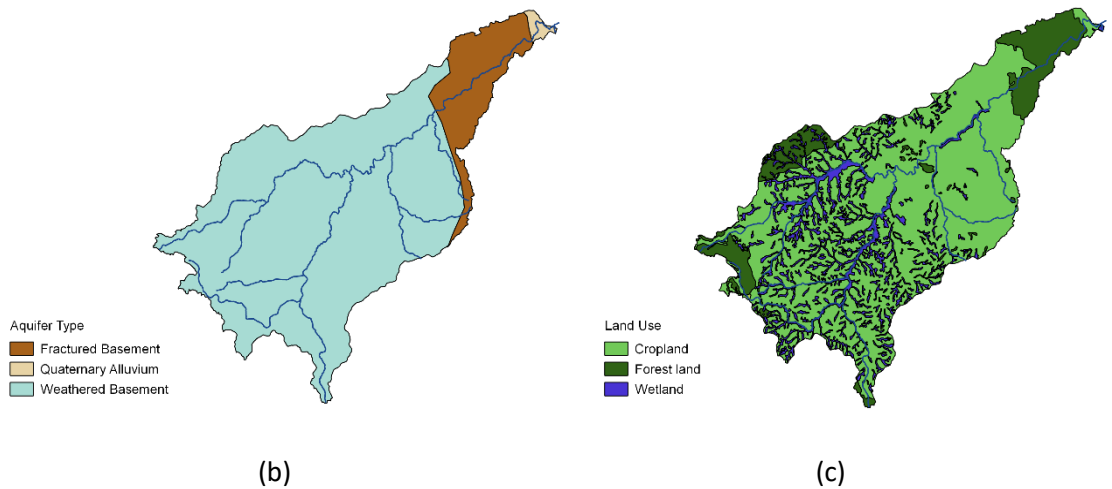 Aquifer Type
Fractured Basement
Quaternary Alluvium
Weathered Basement
Land Use
Cropland
Forest land
Wetland
(b)
(c)